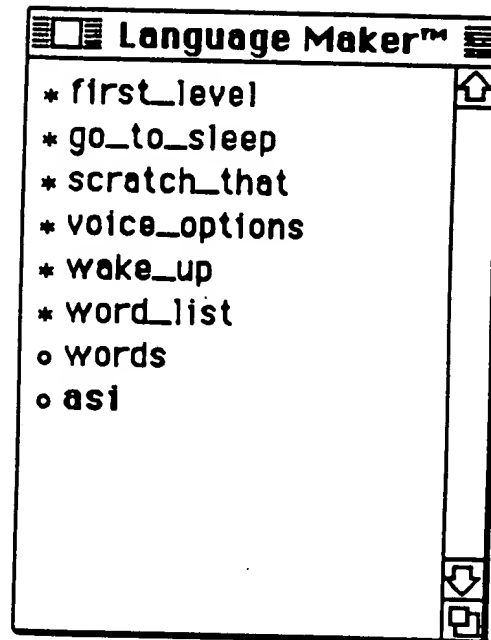 Language Maker™
* first_level
* go_to_sleep
* scratch_that
* voice_options
* wake_up
* word_list
o words
o asi